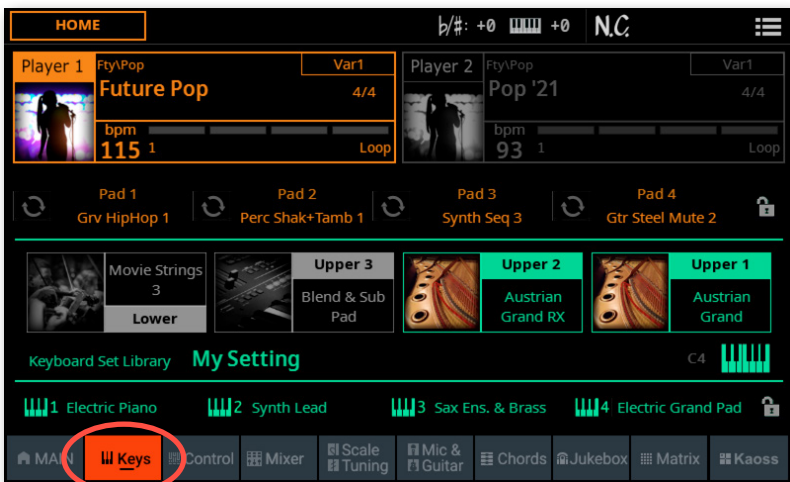 HOME
♭/♯: +0 +0 N.C.
Player 1 Fty\Pop Var1
Future Pop 4/4
bpm
115 1 Loop
Player 2 Fty\Pop Var1
Pop '21 4/4
bpm
93 1 Loop
Pad 1
Grv HipHop 1
Pad 2
Perc Shak+Tamb 1
Pad 3
Synth Seq 3
Pad 4
Gtr Steel Mute 2
Movie Strings
3
Lower
Upper 3
Blend & Sub
Pad
Upper 2
Austrian
Grand RX
Upper 1
Austrian
Grand
Keyboard Set Library My Setting C4
1 Electric Piano 2 Synth Lead 3 Sax Ens. & Brass 4 Electric Grand Pad
MAIN Keys Control Mixer Scale Tuning Mic & Guitar Chords Jukebox Matrix Kaoss